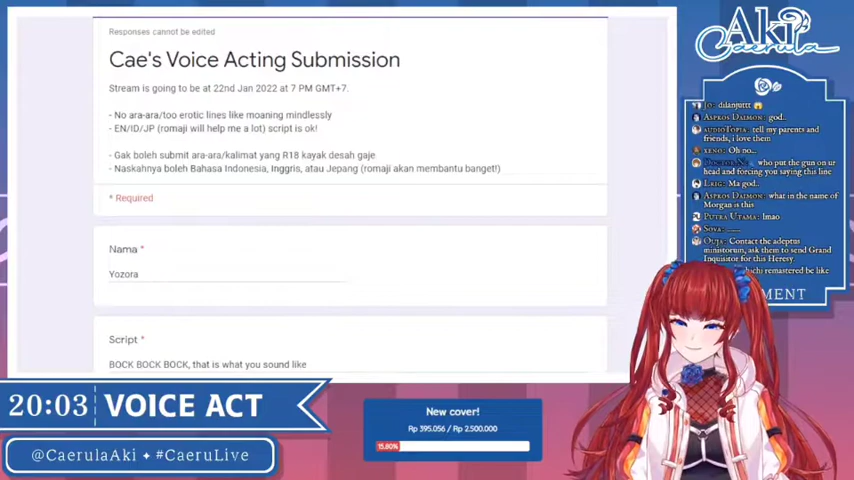 Responses cannot be edited
Cae's Voice Acting Submission
Stream is going to be at 22nd Jan 2022 at 7 PM GMT+7.
- No ara-ara/too erotic lines like moaning mindlessly
- EN/ID/JP (romaji will help me a lot) script is ok!
- Gak boleh submit ara-ara/kalimat yang R18 kayak desah gaje
- Naskahnya boleh Bahasa Indonesia, Inggris, atau Jepang (romaji akan membantu banget!)
* Required
Nama *
Yozora
Script *
BOCK BOCK BOCK, that is what you sound like
Aki
Caerula
Jo: dilanjuttt
Aspros Daimon: god..
audiotopia: tell my parents and
friends, i love them
xeno: Oh no...
who put the gun on ur
head and forcing you saying this line
Ma god..
Aspros Daimon: what in the name of
Morgan is this
Putra Utama: lmao
Sova: ........
Ouja: Contact the adeptus
ministorum, ask them to send Grand
Inquisitor for this Heresy.
remastered be like
20:03
VOICE ACT
@CaerulaAki ✦ #CaeruLive
New cover!
Rp 395.056 / Rp 2.500.000
15.80%